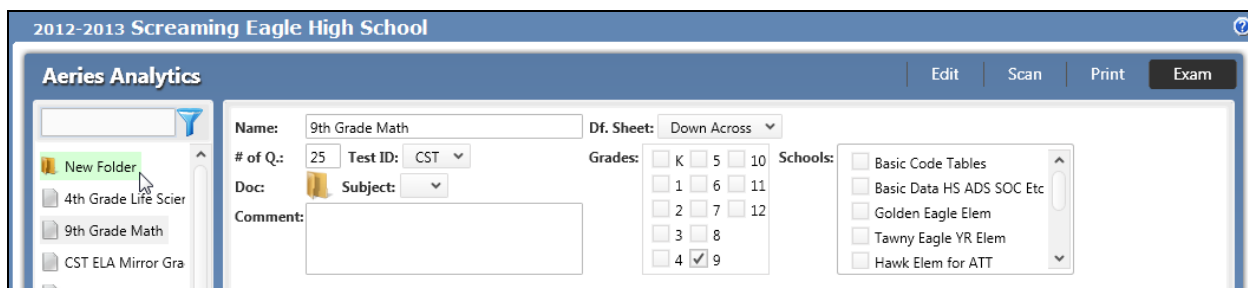 2012-2013 Screaming Eagle High School
Aeries Analytics
Edit Scan Print Exam
New Folder
4th Grade Life Scier
9th Grade Math
CST ELA Mirror Gra
Name: 9th Grade Math Df. Sheet: Down Across
# of Q.: 25 Test ID: CST
Doc: Subject:
Comment:
Grades: K 5 10
1 6 11
2 7 12
3 8
4 9
Schools: Basic Code Tables
Basic Data HS ADS SOC Etc
Golden Eagle Elem
Tawny Eagle YR Elem
Hawk Elem for ATT